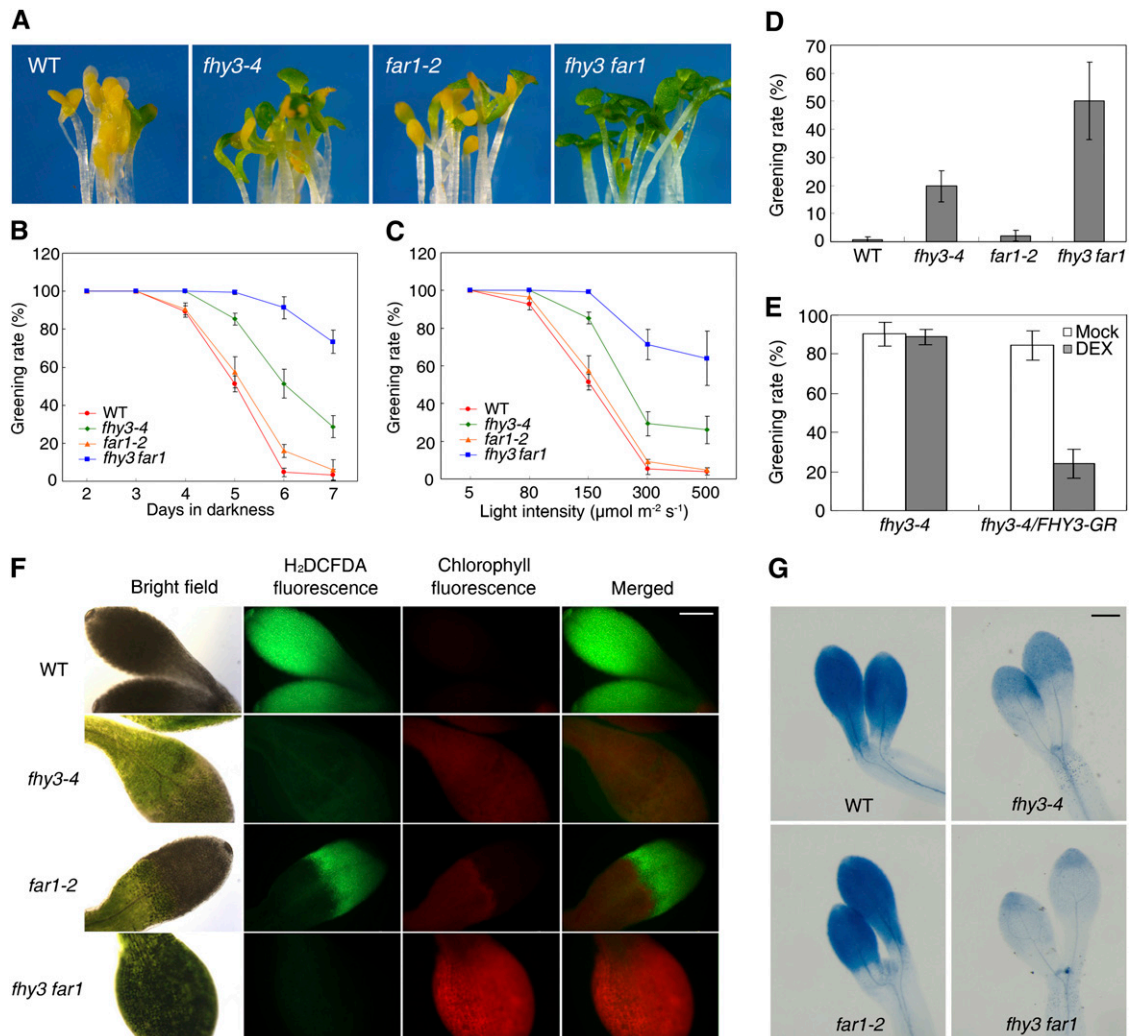 A
WT
fhy3-4
far1-2
fhy3 far1
B
Greening rate (%)
120
100
80
60
40
20
0
WT
fhy3-4
far1-2
fhy3 far1
2 3 4 5 6 7
Days in darkness
C
Greening rate (%)
120
100
80
60
40
20
0
WT
fhy3-4
far1-2
fhy3 far1
5 80 150 300 500
Light intensity (µmol m⁻² s⁻¹)
D
Greening rate (%)
70
60
50
40
30
20
10
0
WT fhy3-4 far1-2 fhy3 far1
E
Greening rate (%)
100
80
60
40
20
0
Mock
DEX
fhy3-4 fhy3-4/FHY3-GR
F
Bright field
H₂DCFDA
fluorescence
Chlorophyll
fluorescence
Merged
WT
fhy3-4
far1-2
fhy3 far1
G
WT
fhy3-4
far1-2
fhy3 far1